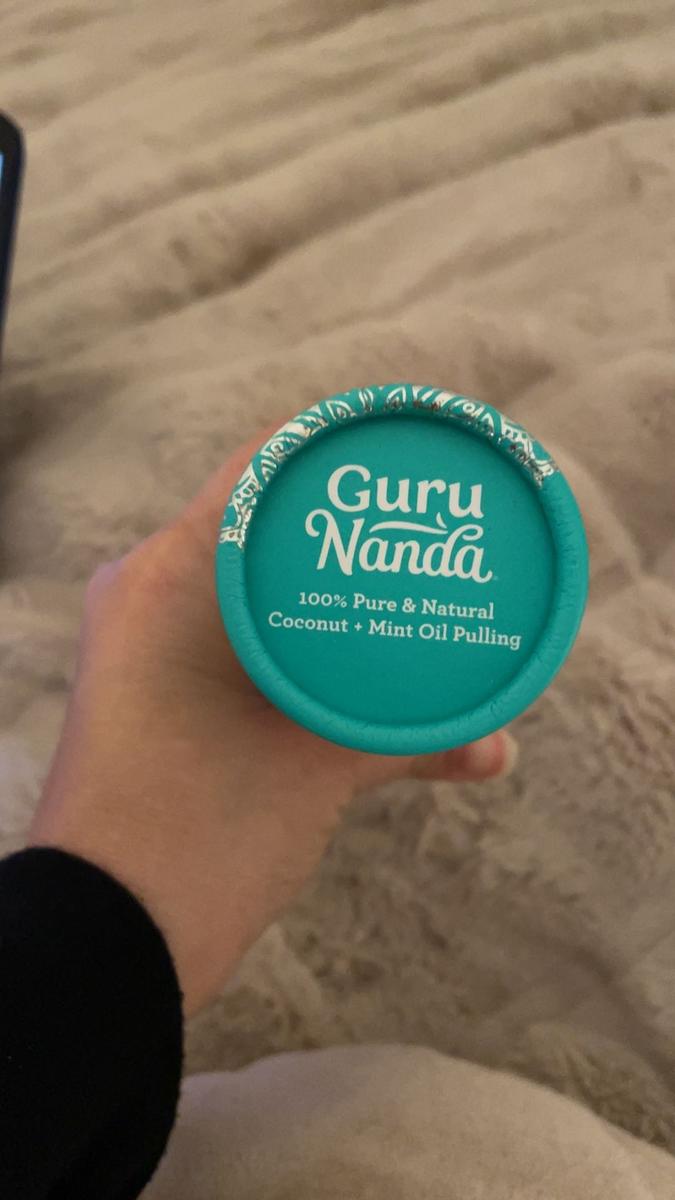 Guru
Nanda
100% Pure & Natural
Coconut + Mint Oil Pulling